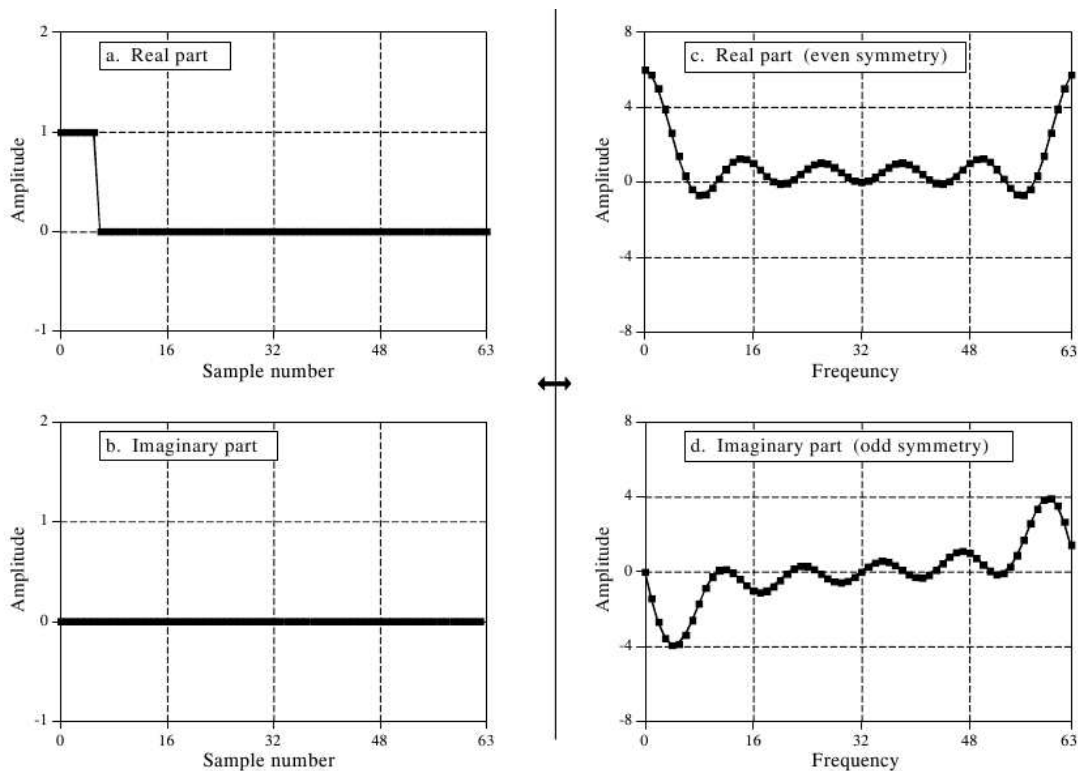 a. Real part
2
1
0
-1
Amplitude
0 16 32 48 63
Sample number
b. Imaginary part
2
1
0
-1
Amplitude
0 16 32 48 63
Sample number
c. Real part (even symmetry)
8
4
0
-4
-8
Amplitude
0 16 32 48 63
Freqeuncy
d. Imaginary part (odd symmetry)
8
4
0
-4
-8
Amplitude
0 16 32 48 63
Frequency